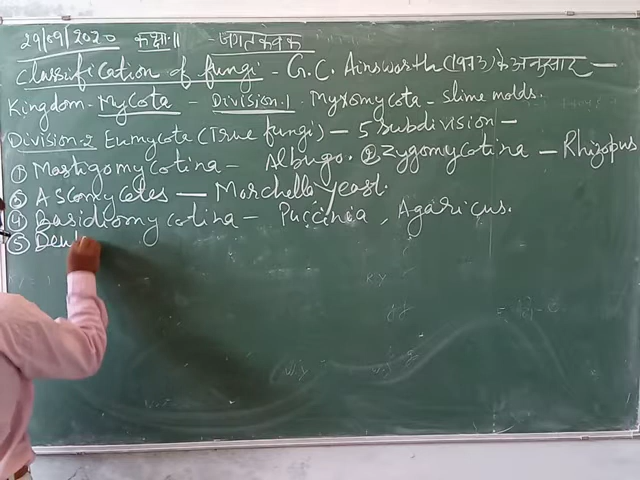 29/09/2020 कक्षा॥ -जगतकवक
Classification of fungi - G.C. Ainsworth (1973) के अनुसार —
Kingdom - Mycota - Division.1 - Myxomycota - slime molds.
Division-2 Eumycota (True fungi) - 5 subdivision -
① Mastigomycotina - Albugo. ② Zygomycotina - Rhizopus
③ Ascomycetes — Morchella yeast.
④ Basidiomycotina - Puccinia, Agaricus.
⑤ Deut